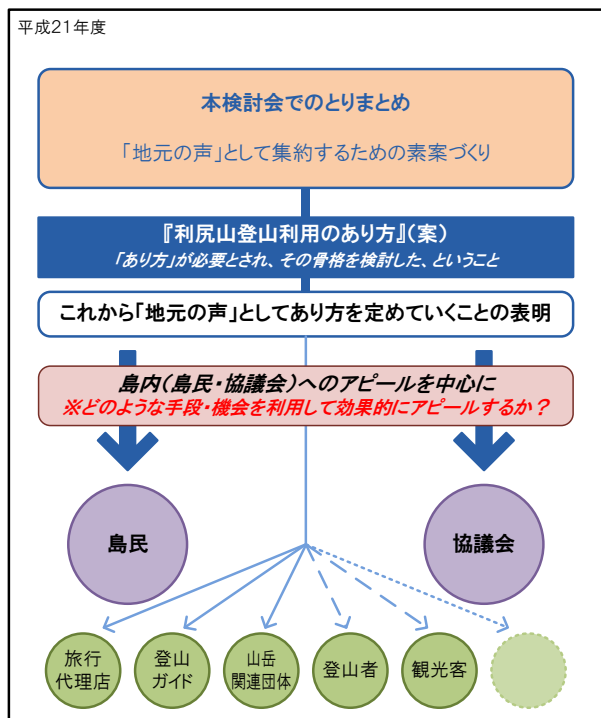 平成21年度
本検討会でのとりまとめ
「地元の声」として集約するための素案づくり
『利尻山登山利用のあり方』(案)
「あり方」が必要とされ、その骨格を検討した、ということ
これから「地元の声」としてあり方を定めていくことの表明
島内(島民・協議会)へのアピールを中心に
※どのような手段・機会を利用して効果的にアピールするか?
島民
協議会
旅行
代理店
登山
ガイド
山岳
関連団体
登山者
観光客